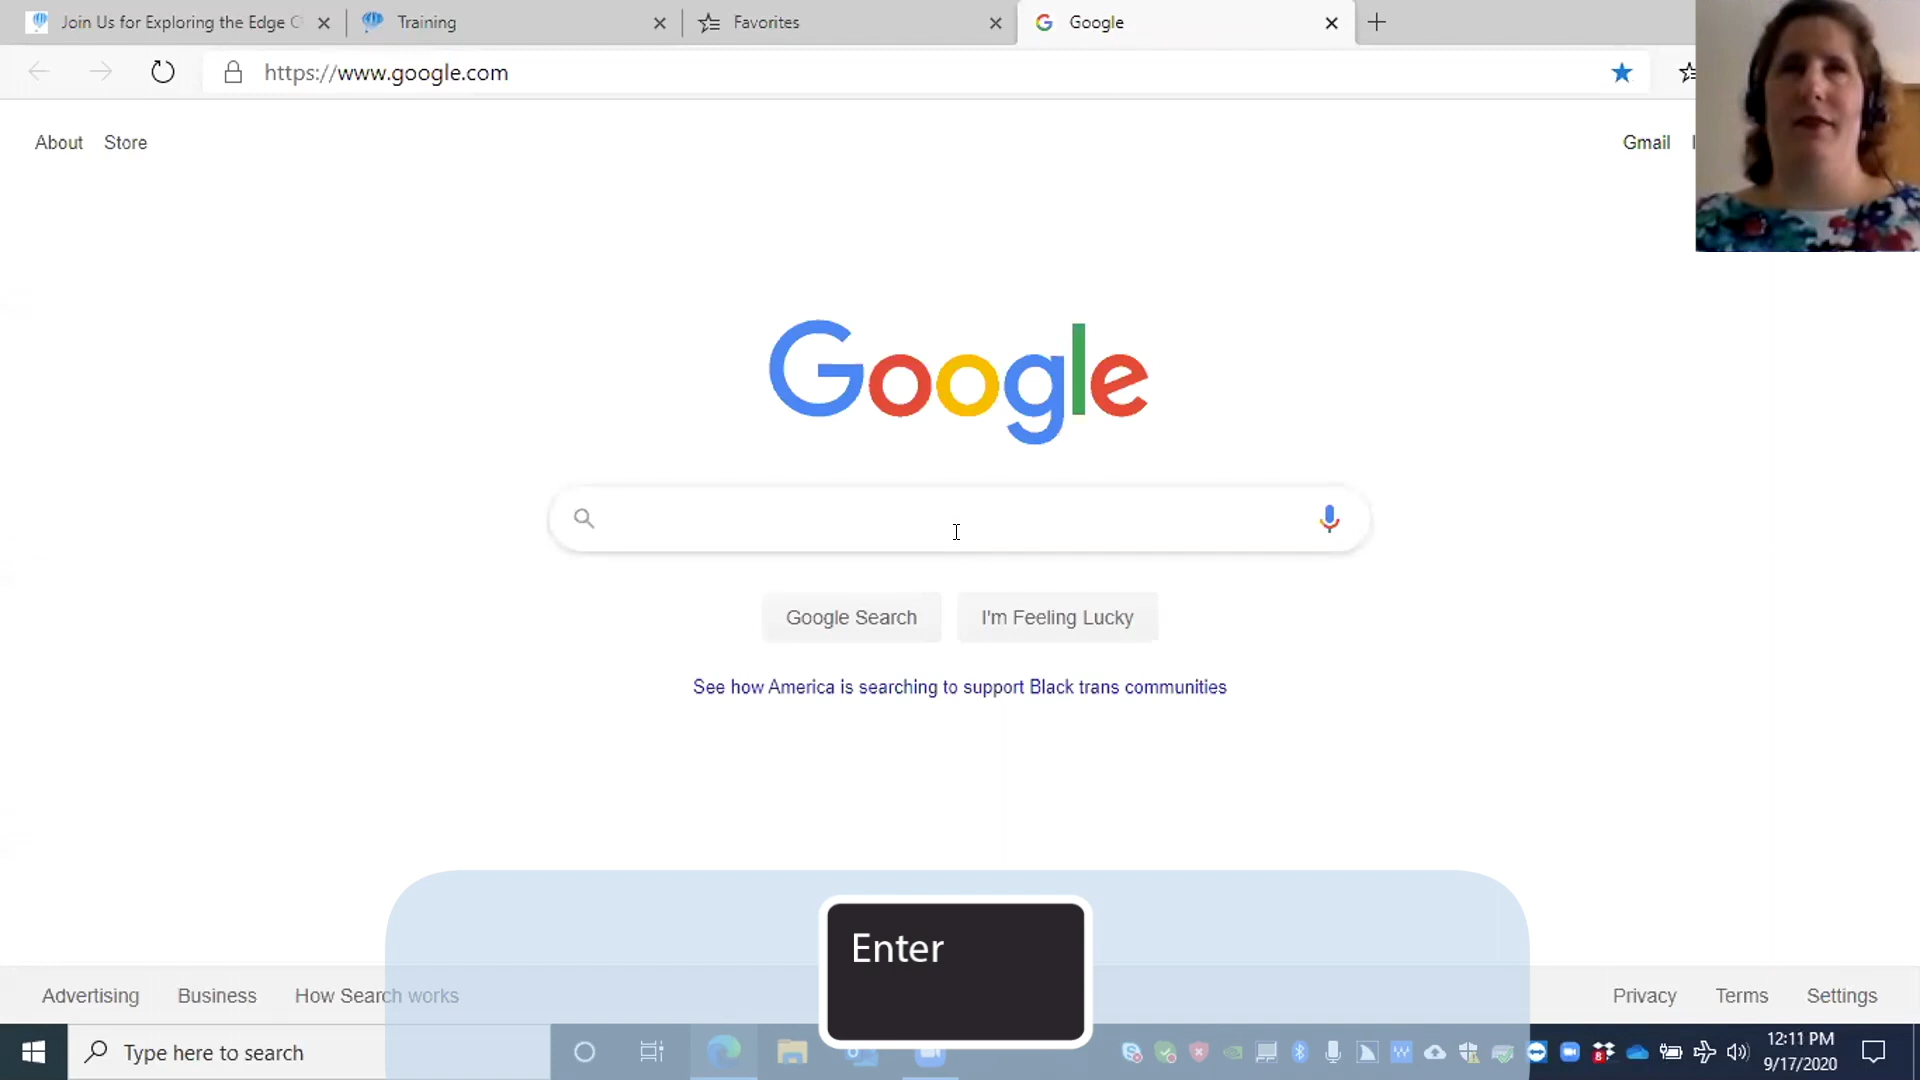 Join Us for Exploring the Edge
Training
Favorites
Google
https://www.google.com
About Store
Gmail
Google
Google Search
I'm Feeling Lucky
See how America is searching to support Black trans communities
Enter
Advertising Business How Search works
Privacy Terms Settings
Type here to search
12:11 PM
9/17/2020